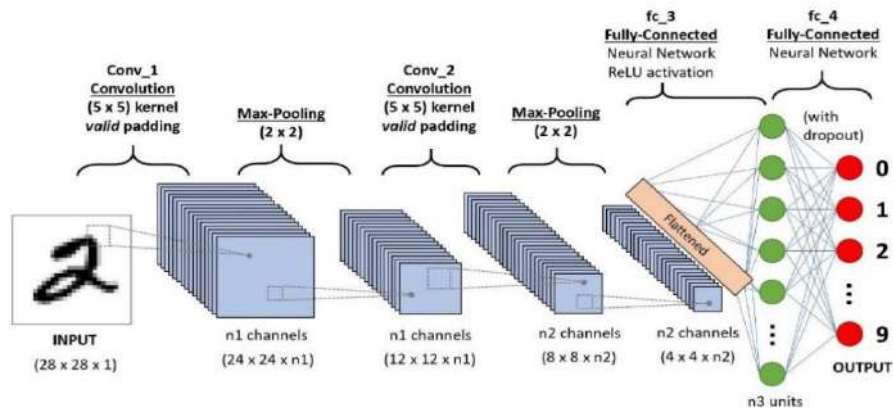 fc_3
Fully-Connected
Neural Network
ReLU activation
fc_4
Fully-Connected
Neural Network
Conv_1
Convolution
(5 x 5) kernel
valid padding
Max-Pooling
(2 x 2)
Conv_2
Convolution
(5 x 5) kernel
valid padding
Max-Pooling
(2 x 2)
(with
dropout)
2
Flattened
0
1
2
9
INPUT
(28 x 28 x 1)
n1 channels
(24 x 24 x n1)
n1 channels
(12 x 12 x n1)
n2 channels
(8 x 8 x n2)
n2 channels
(4 x 4 x n2)
OUTPUT
n3 units